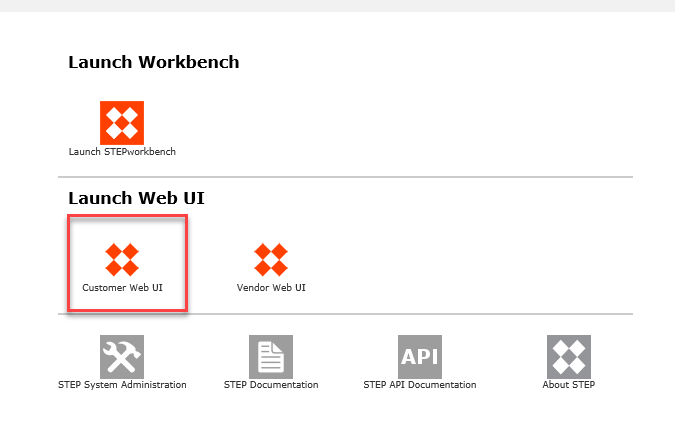 Launch Workbench
Launch STEPworkbench
Launch Web UI
Customer Web UI
Vendor Web UI
API
STEP System Administration
STEP Documentation
STEP API Documentation
About STEP